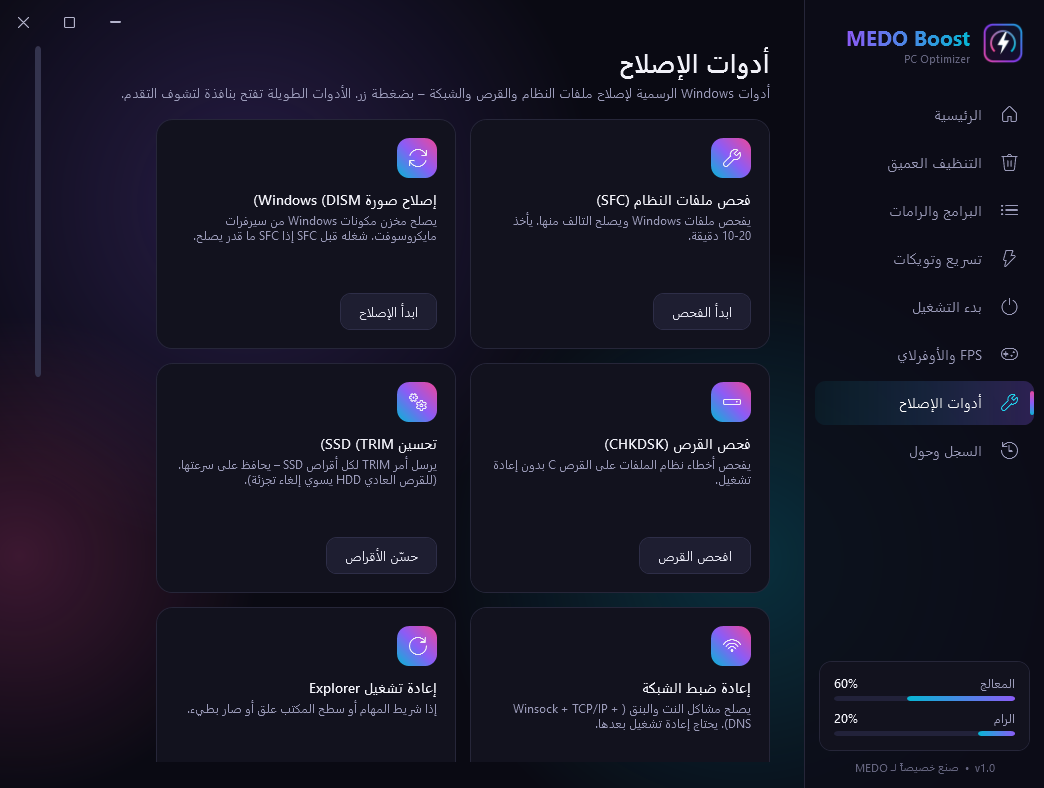 MEDO Boost
PC Optimizer
الرئيسية
التنظيف العميق
البرامج والرامات
تسريع وتويكات
بدء التشغيل
FPS والأوفرلاي
أدوات الإصلاح
السجل وحول
المعالج 60%
الرام 20%
صنع خصيصاً لـ MEDO • v1.0
أدوات الإصلاح
أدوات Windows الرسمية لإصلاح ملفات النظام والقرص والشبكة – بضغطة زر. الأدوات الطويلة تفتح بنافذة لتشوف التقدم.
فحص ملفات النظام (SFC)
يفحص ملفات Windows ويصلح التالف منها. يأخذ
10-20 دقيقة.
ابدأ الفحص
إصلاح صورة Windows (DISM)
يصلح مخزن مكونات Windows من سيرفرات
مايكروسوفت. شغله قبل SFC إذا SFC ما قدر يصلح.
ابدأ الإصلاح
فحص القرص (CHKDSK)
يفحص أخطاء نظام الملفات على القرص C بدون إعادة
تشغيل.
افحص القرص
تحسين SSD (TRIM)
يرسل أمر TRIM لكل أقراص SSD – يحافظ على سرعتها.
(للقرص العادي HDD يسوي إلغاء تجزئة).
حسّن الأقراص
إعادة ضبط الشبكة
يصلح مشاكل النت والبنق (Winsock + TCP/IP +
DNS). يحتاج إعادة تشغيل بعدها.
إعادة تشغيل Explorer
إذا شريط المهام أو سطح المكتب علق أو صار بطيء.